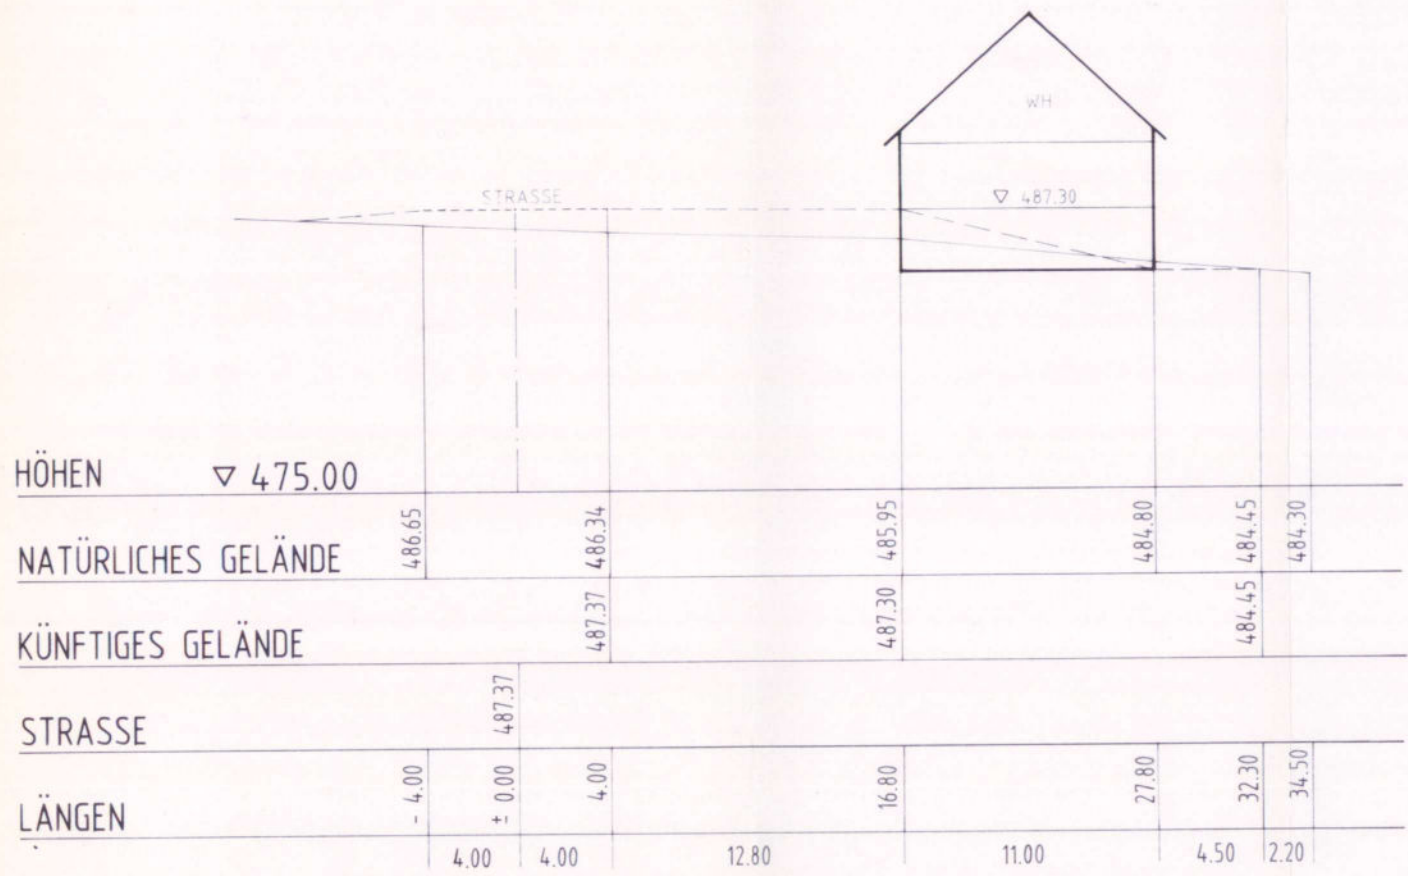 WH
STRASSE
▽ 487.30
HÖHEN ▽ 475.00
NATÜRLICHES GELÄNDE 486.65 486.34 485.95 484.80 484.45 484.30
KÜNFTIGES GELÄNDE 487.37 487.30 484.45
STRASSE 487.37
LÄNGEN - 4.00 ± 0.00 4.00 16.80 27.80 32.30 34.50
4.00 4.00 12.80 11.00 4.50 2.20